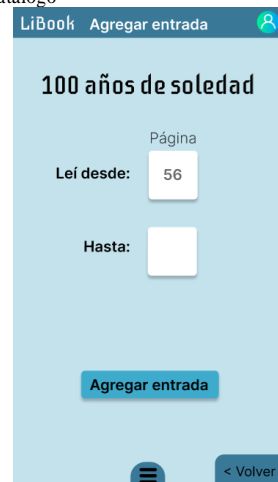 LiBook Agregar entrada
100 años de soledad
Página
Leí desde: 56
Hasta:
Agregar entrada
< Volver